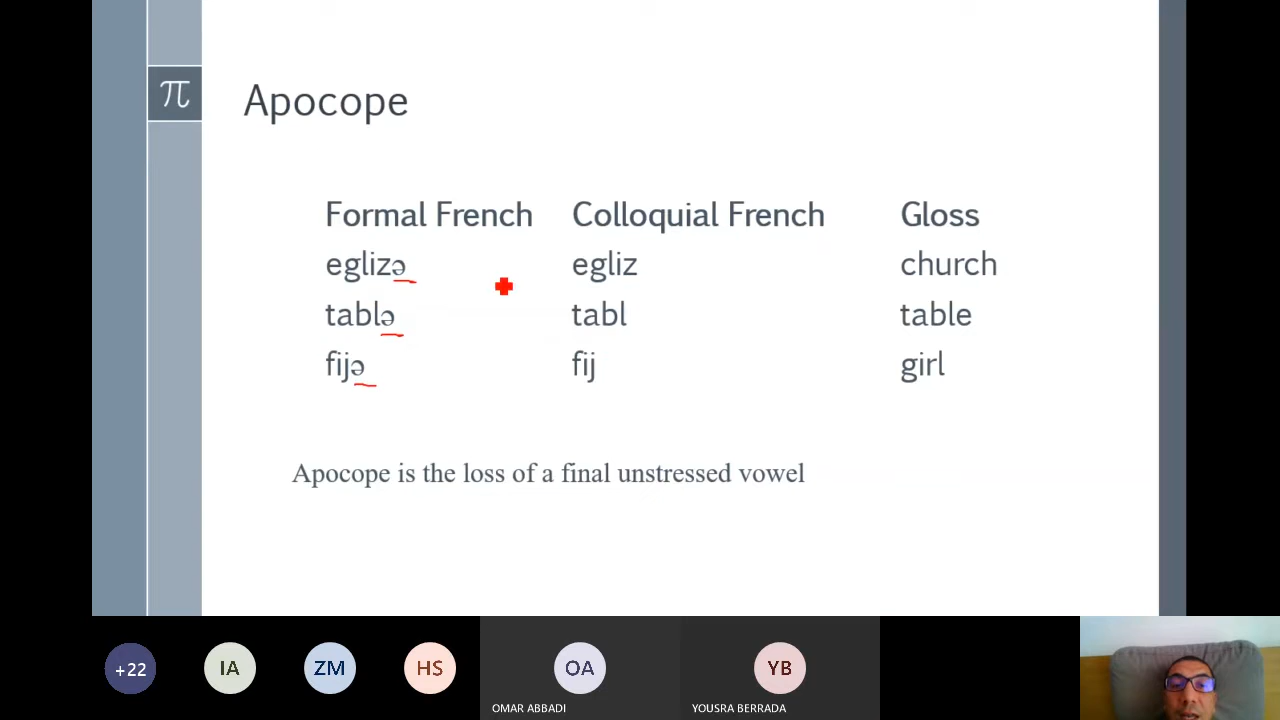 π
Apocope
Formal French Colloquial French Gloss
eglizə egliz church
tablə tabl table
fijə fij girl
Apocope is the loss of a final unstressed vowel
+22 IA ZM HS OA YB
OMAR ABBADI YOUSRA BERRADA